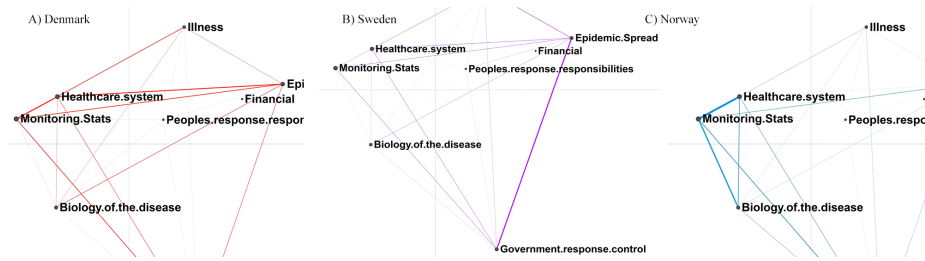 A) Denmark
Illness
Healthcare.system
Epi
Financial
Monitoring.Stats
Peoples.response.respor
Biology.of.the.disease
B) Sweden
Epidemic.Spread
Healthcare.system
Financial
Monitoring.Stats
Peoples.response.responsibilities
Biology.of.the.disease
Government.response.control
C) Norway
Illness
Healthcare.system
Monitoring.Stats
Peoples.r
Biology.of.the.disease